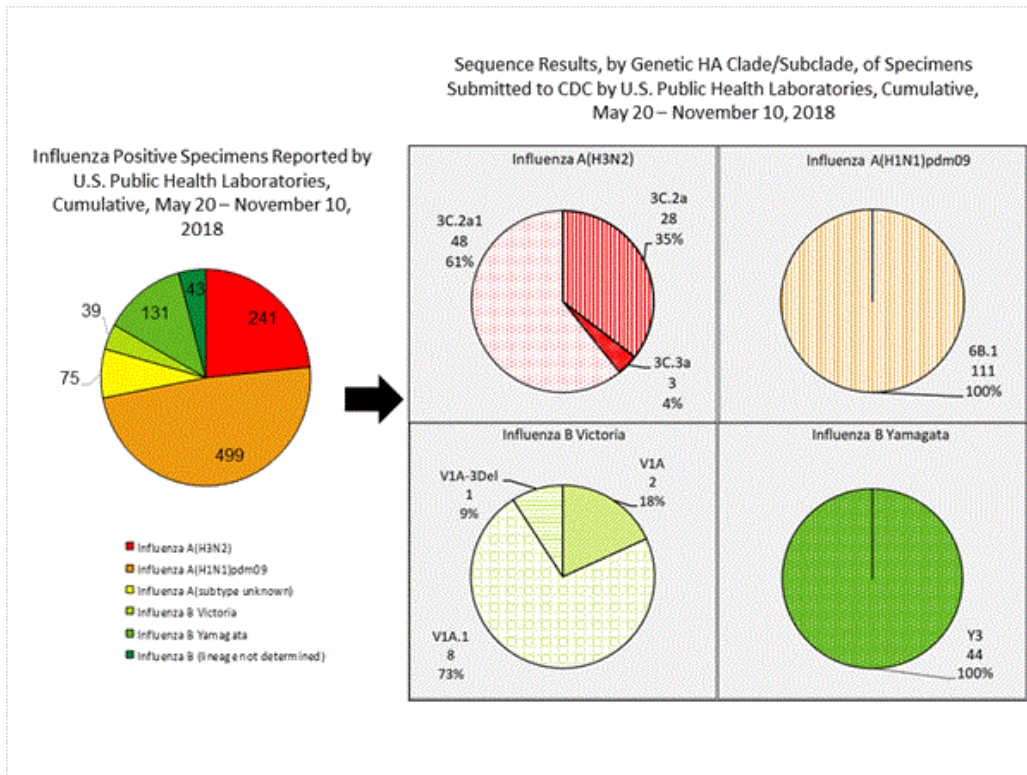 Sequence Results, by Genetic HA Clade/Subclade, of Specimens
Submitted to CDC by U.S. Public Health Laboratories, Cumulative,
May 20 – November 10, 2018
Influenza Positive Specimens Reported by
U.S. Public Health Laboratories,
Cumulative, May 20 – November 10,
2018
43
131
39
241
75
499
Influenza A(H3N2)
Influenza A(H1N1)pdm09
Influenza A(subtype unknown)
Influenza B Victoria
Influenza B Yamagata
Influenza B (lineage not determined)
Influenza A(H3N2)
3C.2a1
48
61%
3C.2a
28
35%
3C.3a
3
4%
Influenza A(H1N1)pdm09
6B.1
111
100%
Influenza B Victoria
V1A-3Del
1
9%
V1A
2
18%
V1A.1
8
73%
Influenza B Yamagata
Y3
44
100%